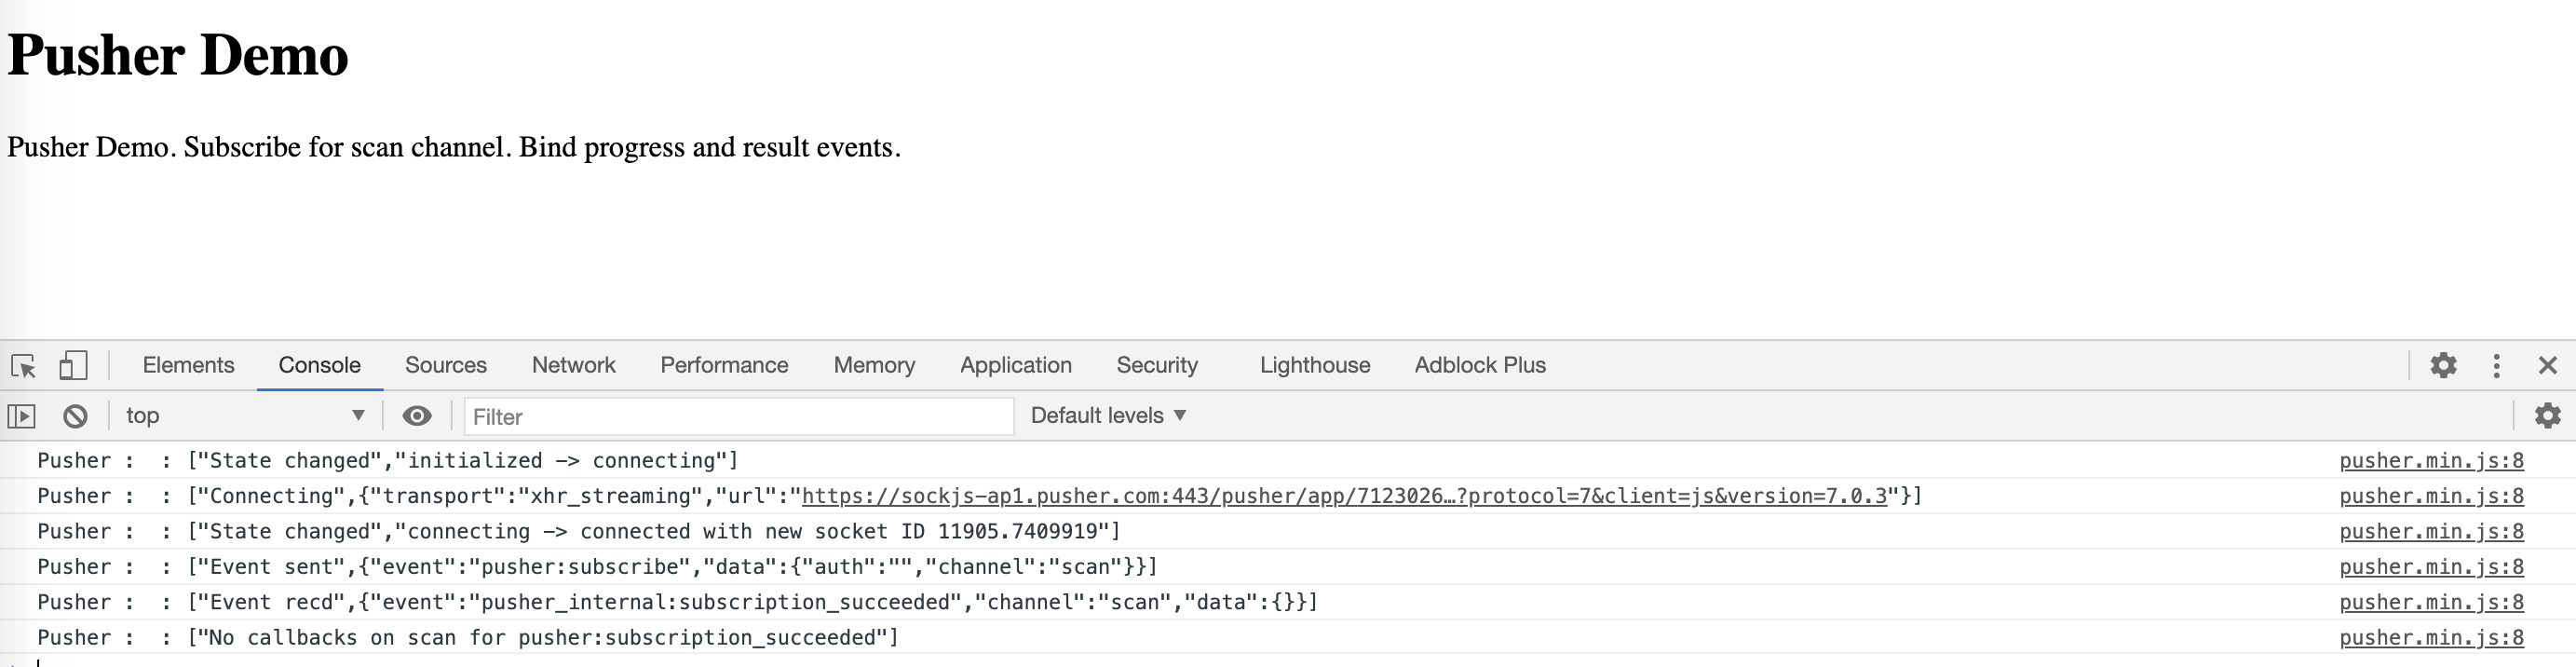 Pusher Demo
Pusher Demo. Subscribe for scan channel. Bind progress and result events.
Elements Console Sources Network Performance Memory Application Security Lighthouse Adblock Plus
top Filter Default levels
Pusher :  : ["State changed","initialized -> connecting"] pusher.min.js:8
Pusher :  : ["Connecting",{"transport":"xhr_streaming","url":"https://sockjs-ap1.pusher.com:443/pusher/app/7123026…?protocol=7&client=js&version=7.0.3"}] pusher.min.js:8
Pusher :  : ["State changed","connecting -> connected with new socket ID 11905.7409919"] pusher.min.js:8
Pusher :  : ["Event sent",{"event":"pusher:subscribe","data":{"auth":"","channel":"scan"}}] pusher.min.js:8
Pusher :  : ["Event recd",{"event":"pusher_internal:subscription_succeeded","channel":"scan","data":{}}] pusher.min.js:8
Pusher :  : ["No callbacks on scan for pusher:subscription_succeeded"] pusher.min.js:8